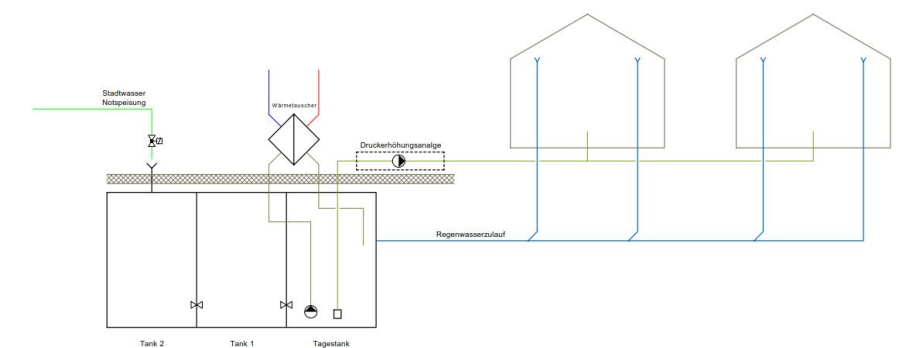 Stadtwasser
Notspeisung
Wärmetauscher
Druckerhöhungsanalge
Regenwasserzulauf
Tank 2
Tank 1
Tagestank